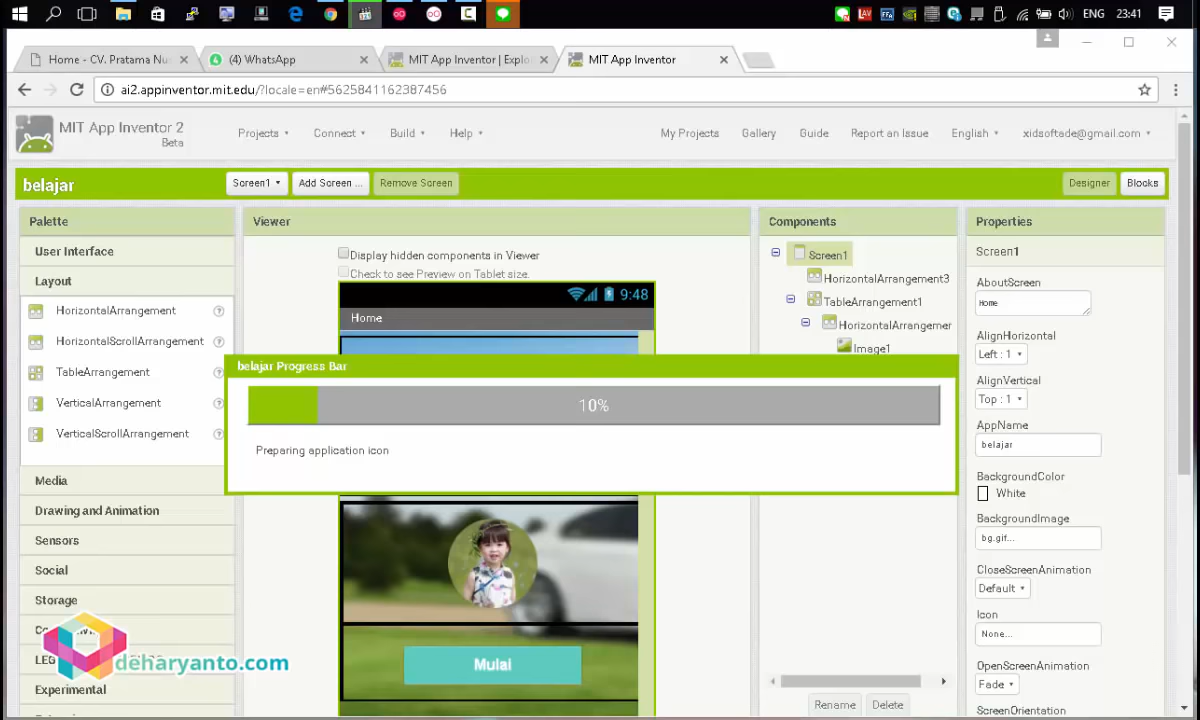 ENG 23:41
Home - CV. Pratama Nu
(4) WhatsApp
MIT App Inventor | Explo
MIT App Inventor
ai2.appinventor.mit.edu/?locale=en#5625841162387456
MIT App Inventor 2
Beta
Projects
Connect
Build
Help
My Projects
Gallery
Guide
Report an Issue
English
xidsoftade@gmail.com
belajar
Screen1
Add Screen ...
Remove Screen
Designer
Blocks
Palette
User Interface
Layout
HorizontalArrangement
HorizontalScrollArrangement
TableArrangement
VerticalArrangement
VerticalScrollArrangement
Media
Drawing and Animation
Sensors
Social
Storage
LEG
Experimental
deharyanto.com
Viewer
Display hidden components in Viewer
Check to see Preview on Tablet size.
9:48
Home
belajar Progress Bar
10%
Preparing application icon
Mulai
Components
Screen1
HorizontalArrangement3
TableArrangement1
HorizontalArrangemer
Image1
Rename
Delete
Properties
Screen1
AboutScreen
Home
AlignHorizontal
Left : 1
AlignVertical
Top : 1
AppName
belajar
BackgroundColor
White
BackgroundImage
bg.gif...
CloseScreenAnimation
Default
Icon
None...
OpenScreenAnimation
Fade
ScreenOrientation